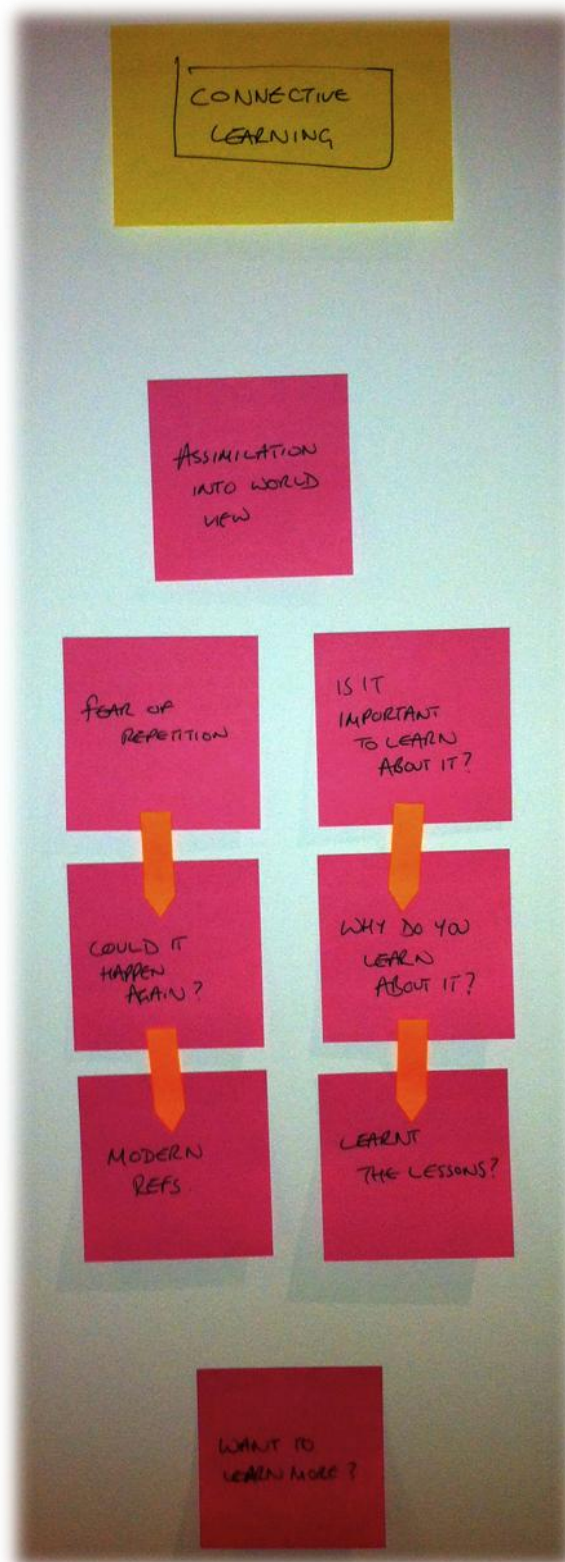 CONNECTIVE
LEARNING
ASSIMILATION
INTO WORLD
VIEW
FEAR OF
REPETITION
COULD IT
HAPPEN
AGAIN?
MODERN
REFS.
IS IT
IMPORTANT
TO LEARN
ABOUT IT?
WHY DO YOU
LEARN
ABOUT IT?
LEARNT
THE LESSONS?
WANT TO
LEARN MORE?